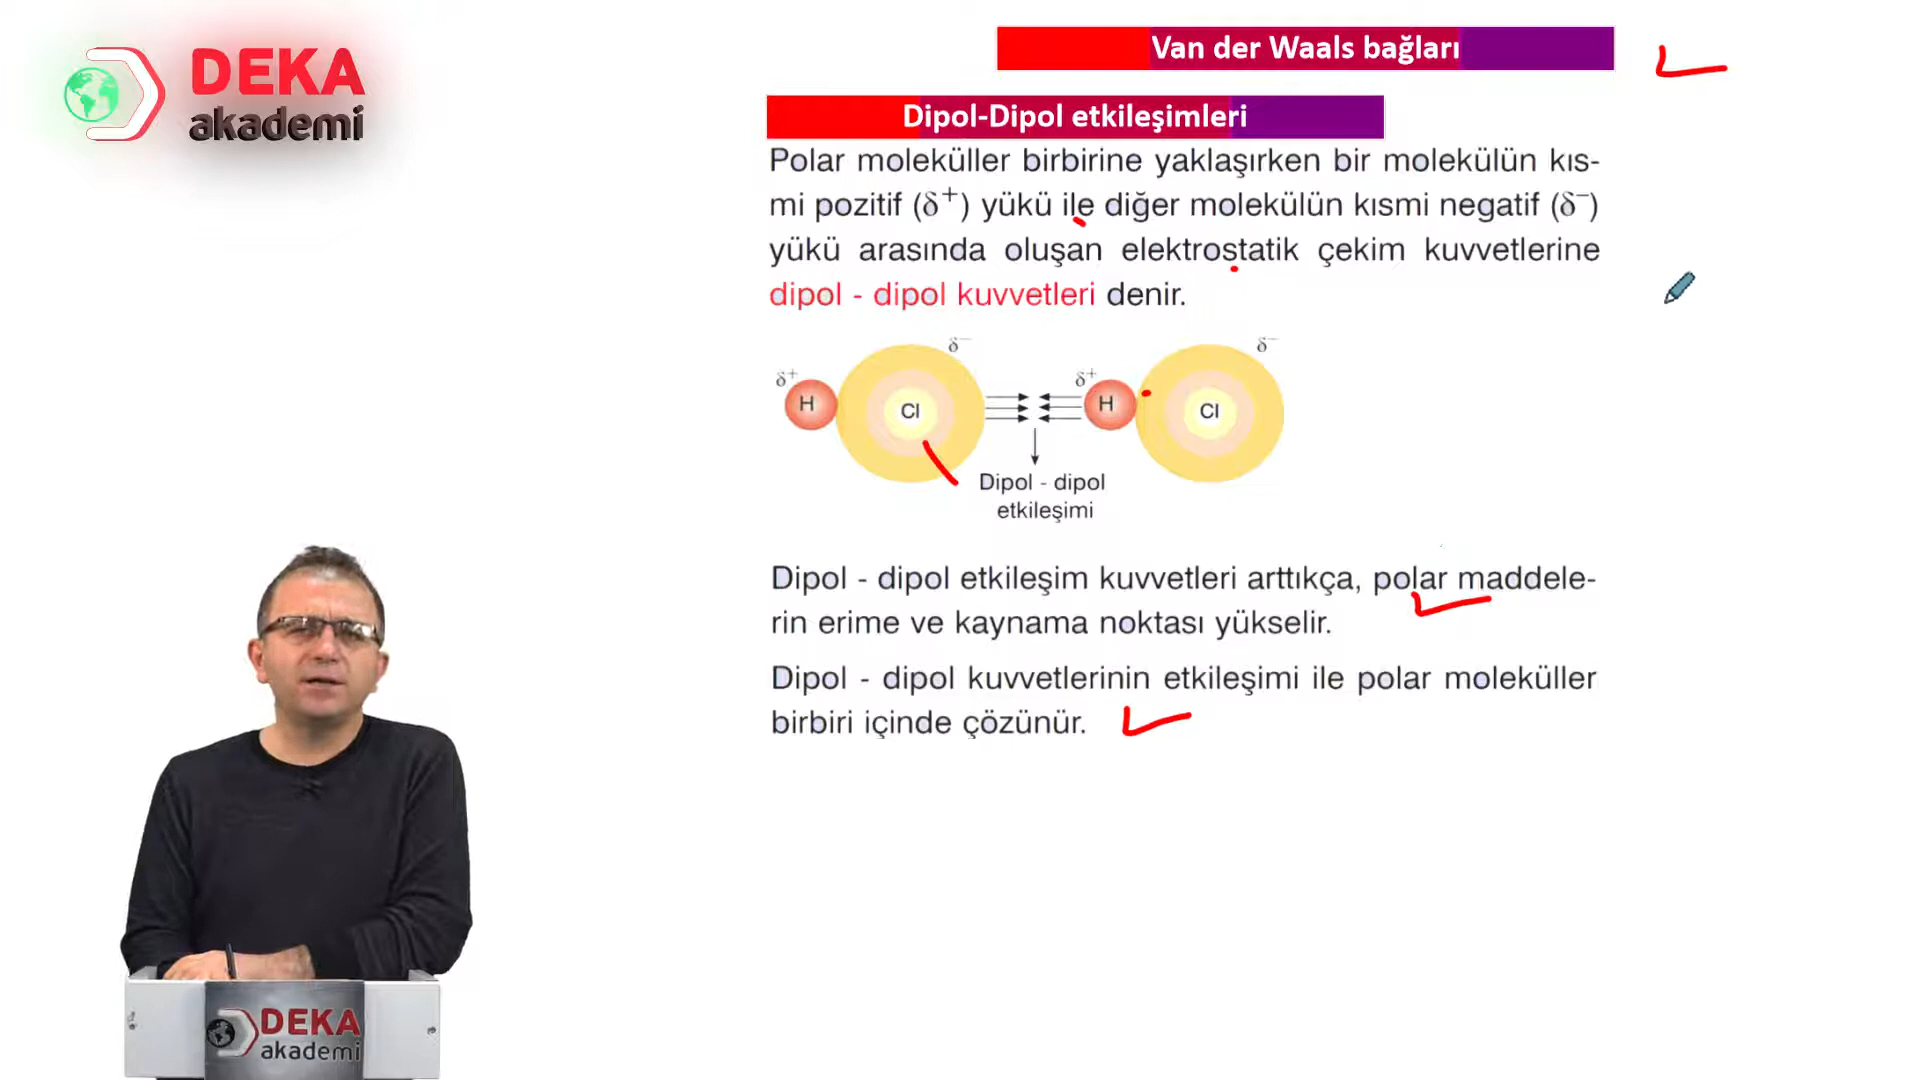 DEKA
akademi
Van der Waals bağları
Dipol-Dipol etkileşimleri
Polar moleküller birbirine yaklaşırken bir molekülün kıs-
mi pozitif (δ⁺) yükü ile diğer molekülün kısmi negatif (δ⁻)
yükü arasında oluşan elektrostatik çekim kuvvetlerine
dipol - dipol kuvvetleri denir.
δ⁺ H Cl δ⁻ δ⁺ H Cl δ⁻
Dipol - dipol
etkileşimi
Dipol - dipol etkileşim kuvvetleri arttıkça, polar maddele-
rin erime ve kaynama noktası yükselir.
Dipol - dipol kuvvetlerinin etkileşimi ile polar moleküller
birbiri içinde çözünür.
DEKA
akademi